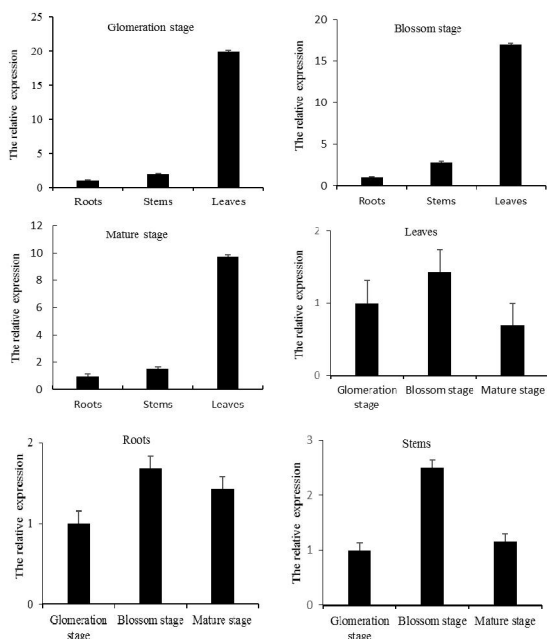 Glomeration stage
The relative expression
25
20
15
10
5
0
Roots Stems Leaves
Blossom stage
The relative expression
20
15
10
5
0
Roots Stems Leaves
Mature stage
The relative expression
12
10
8
6
4
2
0
Roots Stems Leaves
Leaves
The relative expression
2
1
0
Glomeration stage Blossom stage Mature stage
Roots
The relative expression
2
1
0
Glomeration stage Blossom stage Mature stage
Stems
The relative expression
3
2
1
0
Glomeration stage Blossom stage Mature stage